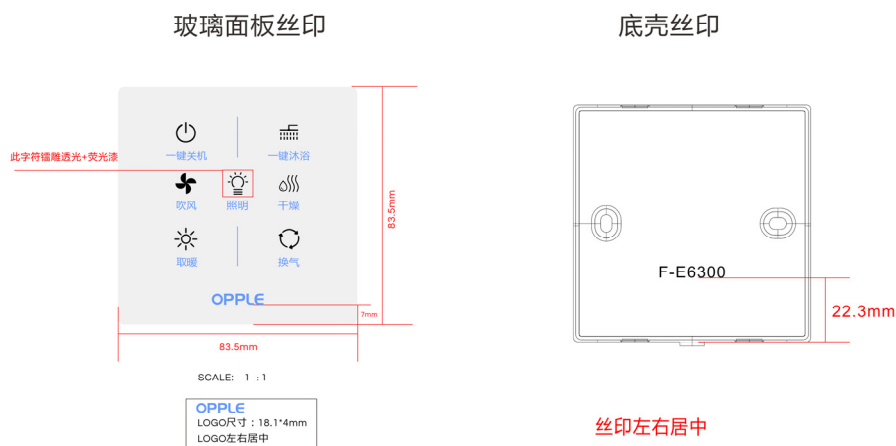 玻璃面板丝印
底壳丝印
一键关机
一键沐浴
此字符镭雕透光+荧光漆
吹风
照明
干燥
83.5mm
取暖
换气
F-E6300
OPPLE
7mm
22.3mm
83.5mm
SCALE: 1 :1
OPPLE
LOGO尺寸：18.1*4mm
LOGO左右居中
丝印左右居中